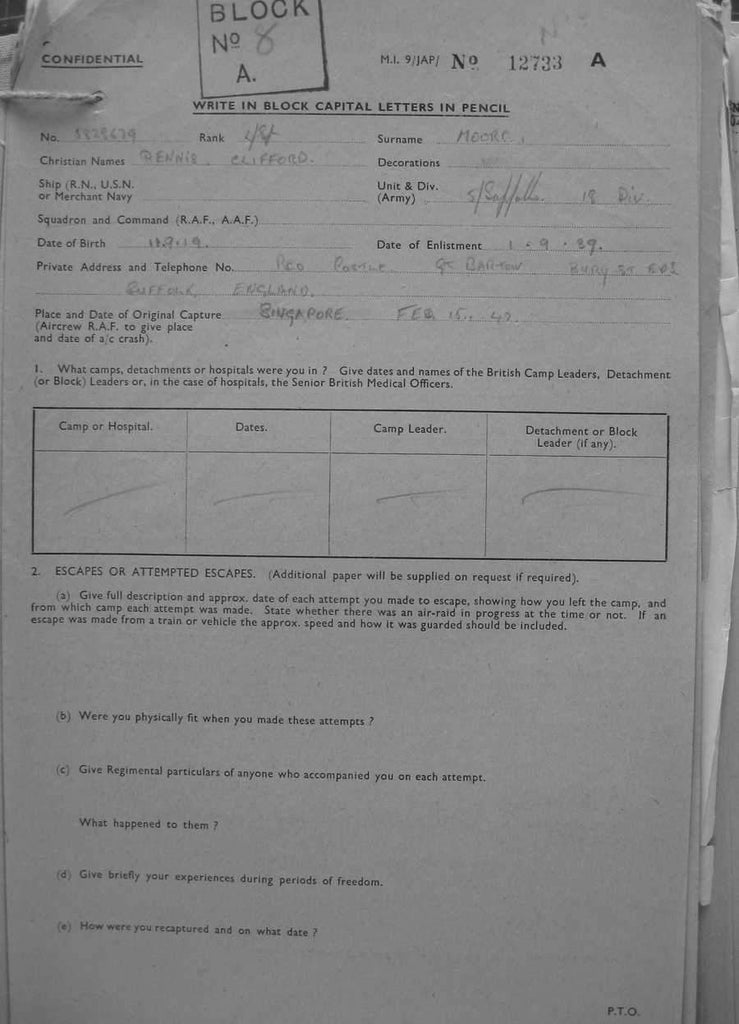 BLOCK
Nº 8
A.
CONFIDENTIAL
M.I. 9/JAP/ Nº 12733 A
WRITE IN BLOCK CAPITAL LETTERS IN PENCIL
No. Rank Surname MOORE
Christian Names DENNIS CLIFFORD. Decorations
Ship (R.N., U.S.N.
or Merchant Navy
Unit & Div.
(Army) 5/Suffolks. 18 Div.
Squadron and Command (R.A.F., A.A.F.)
Date of Birth Date of Enlistment 1 - 9 - 39.
Private Address and Telephone No. GT BARTON BURY ST EDS
SUFFOLK, ENGLAND.
Place and Date of Original Capture SINGAPORE. FEB 15. 42
(Aircrew R.A.F. to give place
and date of a/c crash).
1. What camps, detachments or hospitals were you in ? Give dates and names of the British Camp Leaders, Detachment
(or Block) Leaders or, in the case of hospitals, the Senior British Medical Officers.
Camp or Hospital. Dates. Camp Leader. Detachment or Block
Leader (if any).
2. ESCAPES OR ATTEMPTED ESCAPES. (Additional paper will be supplied on request if required).
(a) Give full description and approx. date of each attempt you made to escape, showing how you left the camp, and
from which camp each attempt was made. State whether there was an air-raid in progress at the time or not. If an
escape was made from a train or vehicle the approx. speed and how it was guarded should be included.
(b) Were you physically fit when you made these attempts ?
(c) Give Regimental particulars of anyone who accompanied you on each attempt.
What happened to them ?
(d) Give briefly your experiences during periods of freedom.
(e) How were you recaptured and on what date ?
P.T.O.